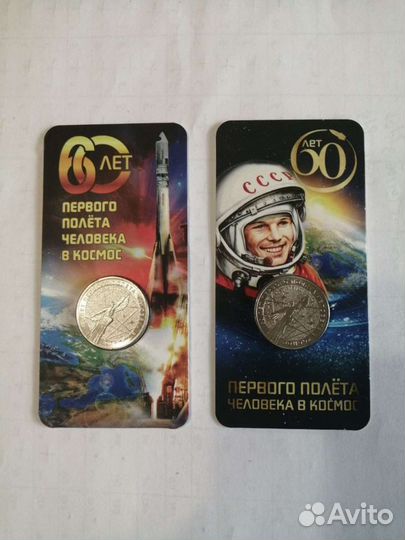 60 ЛЕТ
ПЕРВОГО
ПОЛЁТА
ЧЕЛОВЕКА
В КОСМОС
60 лет
СССР
ПЕРВОГО ПОЛЁТА
ЧЕЛОВЕКА В КОСМОС
Avito